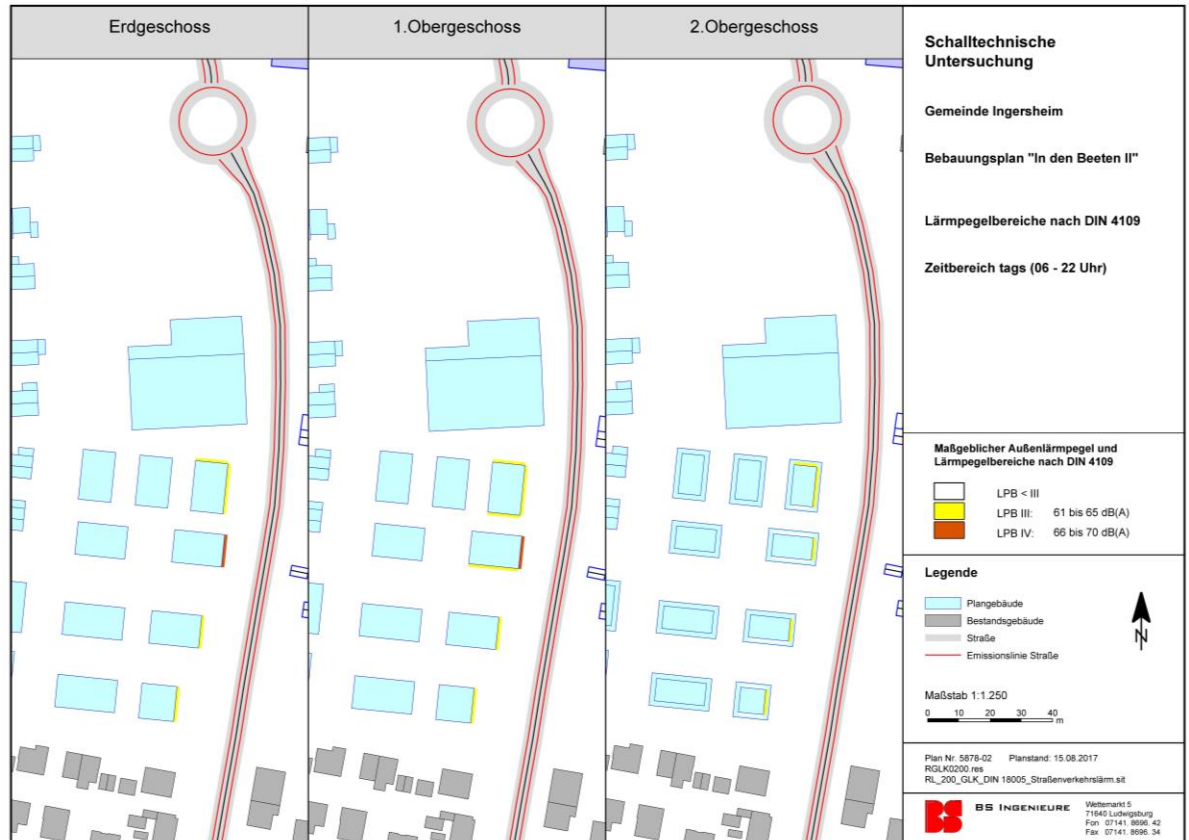 Erdgeschoss
1.Obergeschoss
2.Obergeschoss
Schalltechnische
Untersuchung
Gemeinde Ingersheim
Bebauungsplan "In den Beeten II"
Lärmpegelbereiche nach DIN 4109
Zeitbereich tags (06 - 22 Uhr)
Maßgeblicher Außenlärmpegel und
Lärmpegelbereiche nach DIN 4109
LPB < III
LPB III: 61 bis 65 dB(A)
LPB IV: 66 bis 70 dB(A)
Legende
Plangebäude
Bestandsgebäude
Straße
Emissionslinie Straße
N
Maßstab 1:1.250
0 10 20 30 40
m
Plan Nr. 5878-02 Planstand: 15.08.2017
RGLK0200.res
RL_200_GLK_DIN 18005_Straßenverkehrslärm.sit
BS INGENIEURE
Wettemarkt 5
71640 Ludwigsburg
Fon 07141. 8696. 42
Fax 07141. 8696. 34